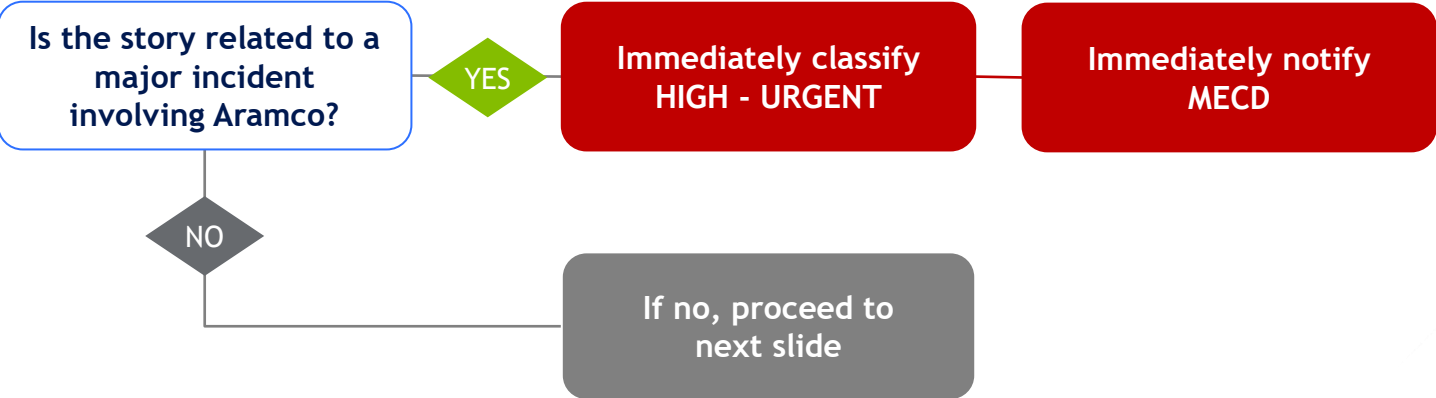 Is the story related to a
major incident
involving Aramco?
YES
Immediately classify
HIGH - URGENT
Immediately notify
MECD
NO
If no, proceed to
next slide